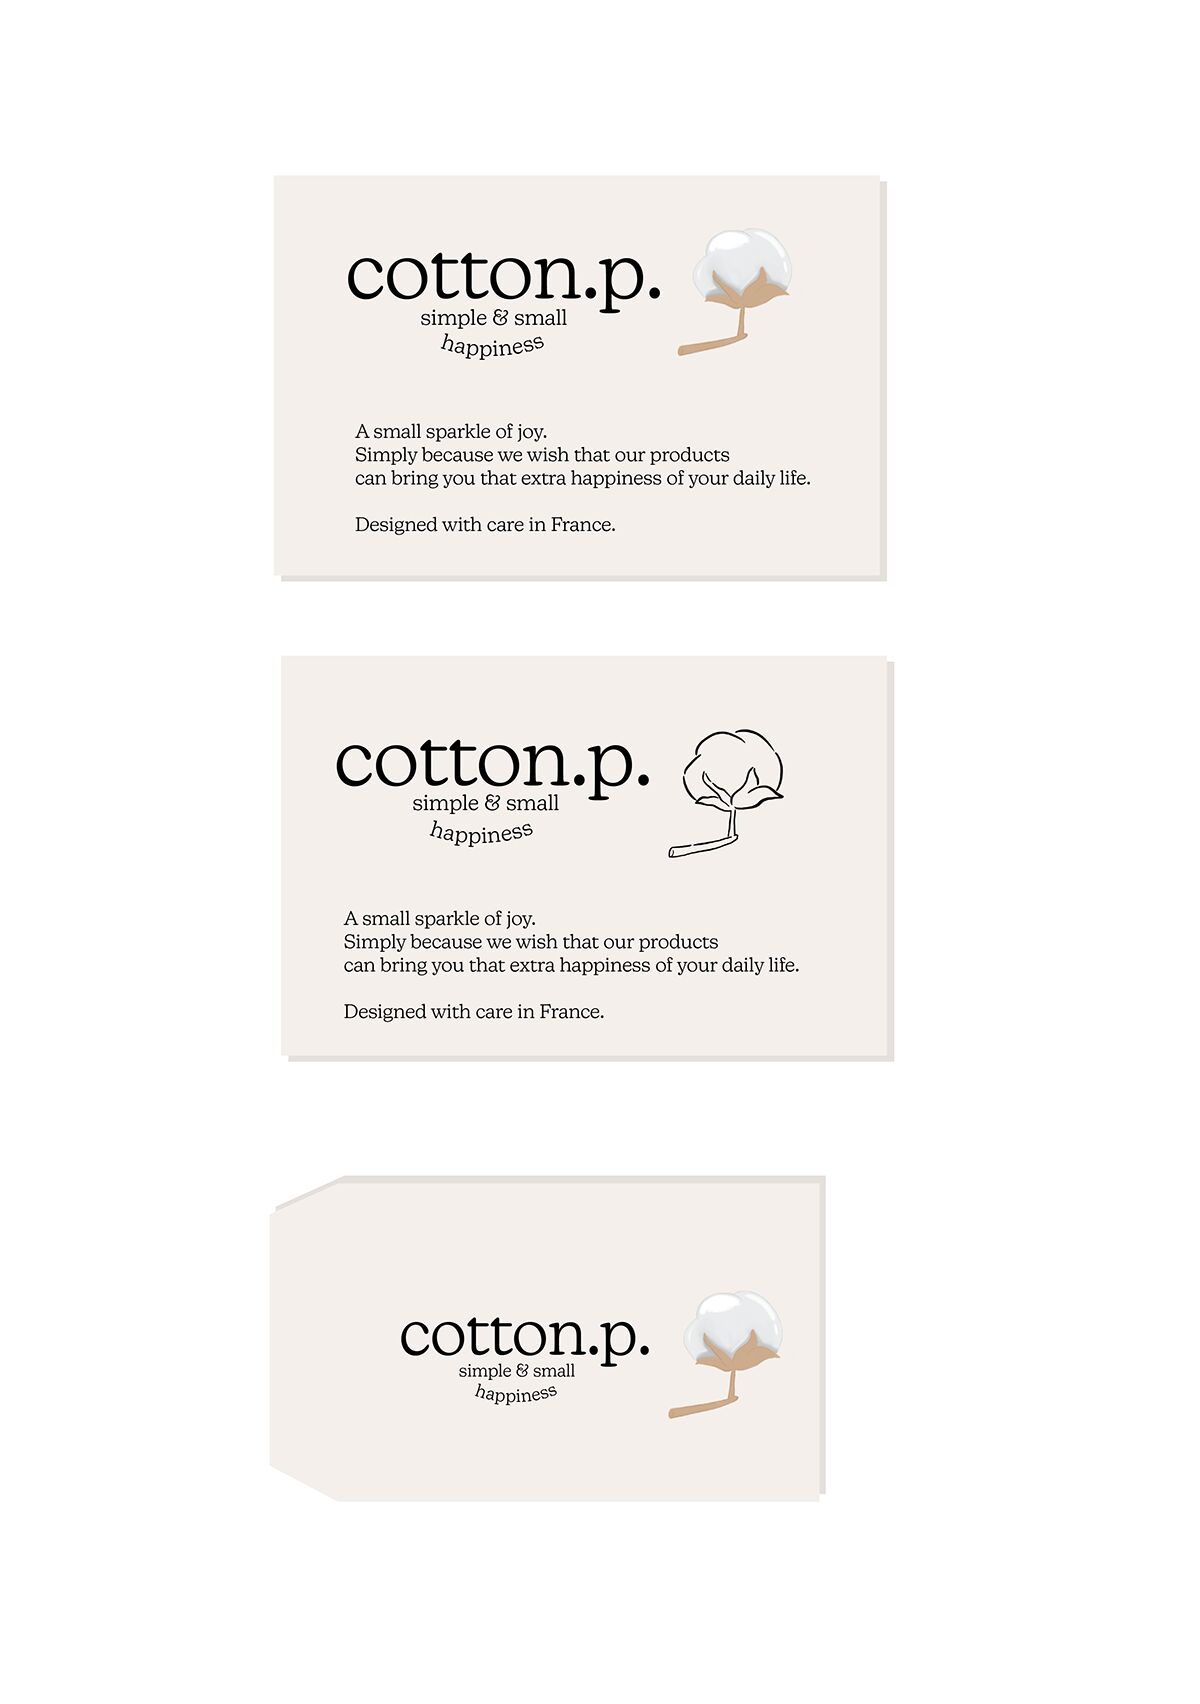 cotton.p.
simple & small
happiness
A small sparkle of joy.
Simply because we wish that our products
can bring you that extra happiness of your daily life.
Designed with care in France.
cotton.p.
simple & small
happiness
A small sparkle of joy.
Simply because we wish that our products
can bring you that extra happiness of your daily life.
Designed with care in France.
cotton.p.
simple & small
happiness